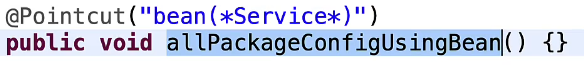 @Pointcut("bean(*Service*)")
public void allPackageConfigUsingBean() {}